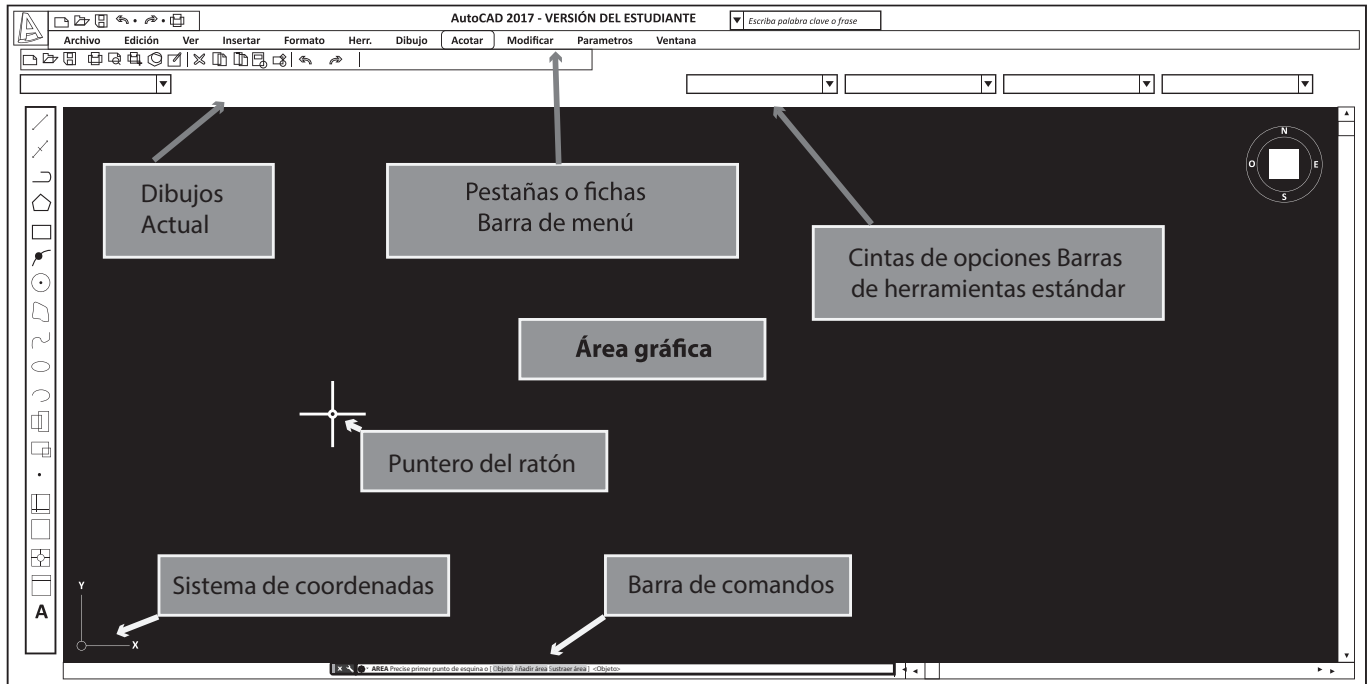 AutoCAD 2017 - VERSIÓN DEL ESTUDIANTE
Escriba palabra clave o frase
Archivo Edición Ver Insertar Formato Herr. Dibujo Acotar Modificar Parametros Ventana
N
O E
S
Dibujos
Actual
Pestañas o fichas
Barra de menú
Cintas de opciones Barras
de herramientas estándar
Área gráfica
Puntero del ratón
Sistema de coordenadas
Barra de comandos
A
Y
X
AREA Precise primer punto de esquina o [ Objeto Añadir área Sustraer área ] <Objeto>